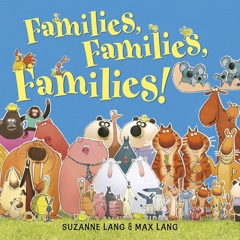 Families,
Families,
Families!
SUZANNE LANG & MAX LANG